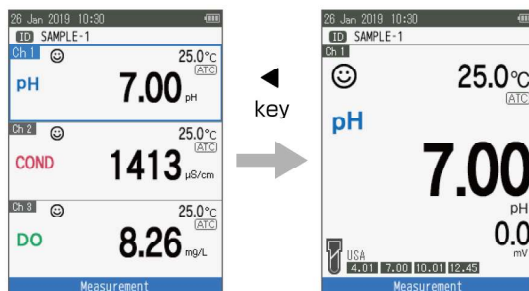 26 Jan 2019 10:30
ID SAMPLE-1
Ch 1 25.0°C
ATC
pH 7.00 pH
Ch 2 25.0°C
ATC
COND 1413 µS/cm
Ch 3 25.0°C
ATC
DO 8.26 mg/L
Measurement
◀
key
26 Jan 2019 10:30
ID SAMPLE-1
Ch 1
25.0°C
ATC
pH
7.00
pH
0.0
mV
USA
4.01 7.00 10.01 12.45
Measurement